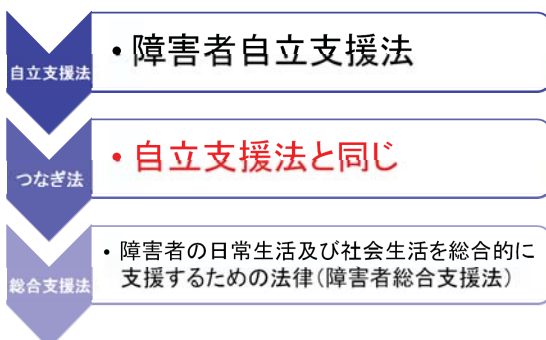 自立支援法
・障害者自立支援法
つなぎ法
・自立支援法と同じ
総合支援法
・障害者の日常生活及び社会生活を総合的に
支援するための法律(障害者総合支援法)